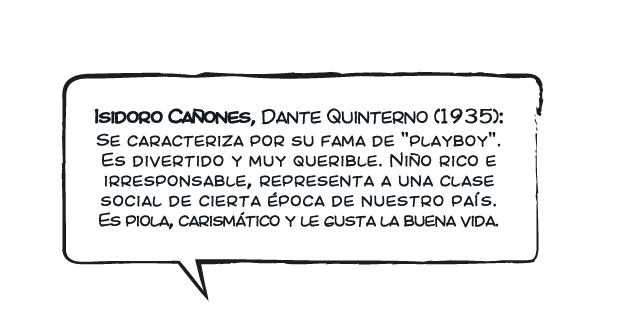 Isidoro Cañones, Dante Quinterno (1935):
Se caracteriza por su fama de "playboy".
Es divertido y muy querible. Niño rico e
irresponsable, representa a una clase
social de cierta época de nuestro país.
Es piola, carismático y le gusta la buena vida.